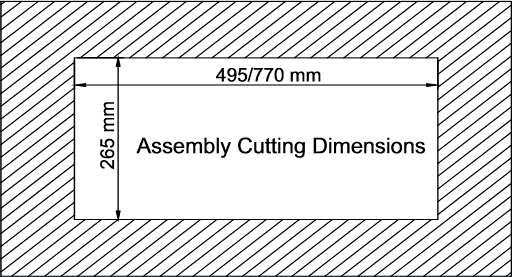 495/770 mm
265 mm
Assembly Cutting Dimensions